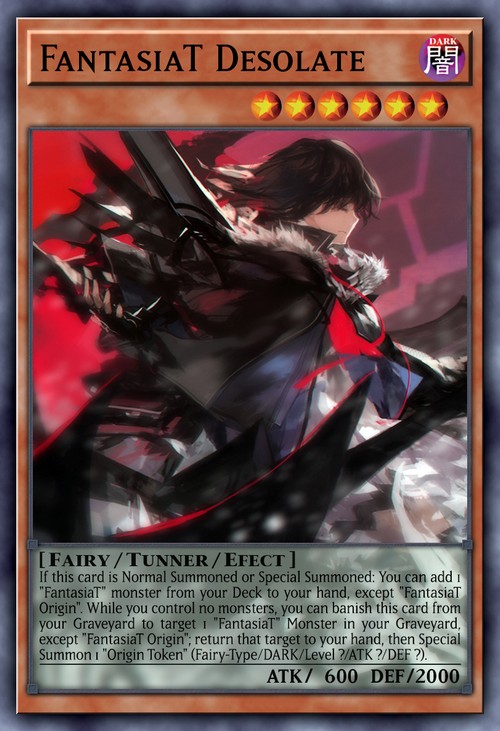 FantasiaT Desolate
DARK
闇
[ Fairy / Tunner / Efect ]
If this card is Normal Summoned or Special Summoned: You can add 1
"FantasiaT" monster from your Deck to your hand, except "FantasiaT
Origin". While you control no monsters, you can banish this card from
your Graveyard to target 1 "FantasiaT" Monster in your Graveyard,
except "FantasiaT Origin"; return that target to your hand, then Special
Summon 1 "Origin Token" (Fairy-Type/DARK/Level ?/ATK ?/DEF ?).
ATK/ 600 DEF/2000